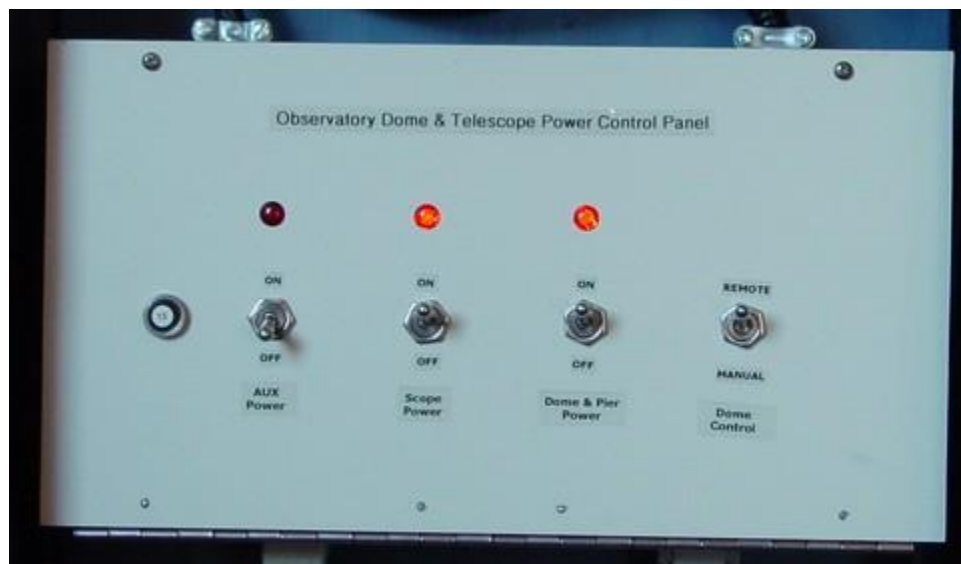 Observatory Dome & Telescope Power Control Panel
ON
ON
ON
REMOTE
15
OFF
OFF
OFF
MANUAL
AUX
Power
Scope
Power
Dome & Pier
Power
Dome
Control